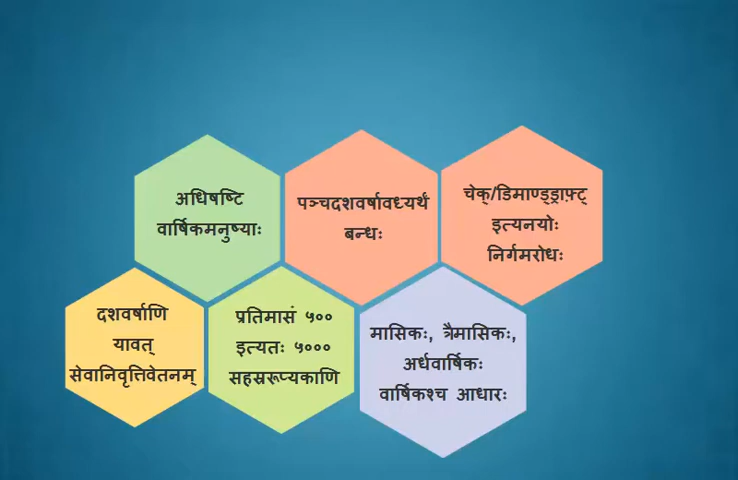 अधिषष्टि
वार्षिकमनुष्याः
पञ्चदशवर्षावध्यर्थं
बन्धः
चेक्/डिमाण्ड्ड्राफ़्ट्
इत्यनयोः
निर्गमरोधः
दशवर्षाणि
यावत्
सेवानिवृत्तिवेतनम्
प्रतिमासं ५००
इत्यतः ५०००
सहस्ररूप्यकाणि
मासिकः, त्रैमासिकः,
अर्धवार्षिकः
वार्षिकश्च आधारः